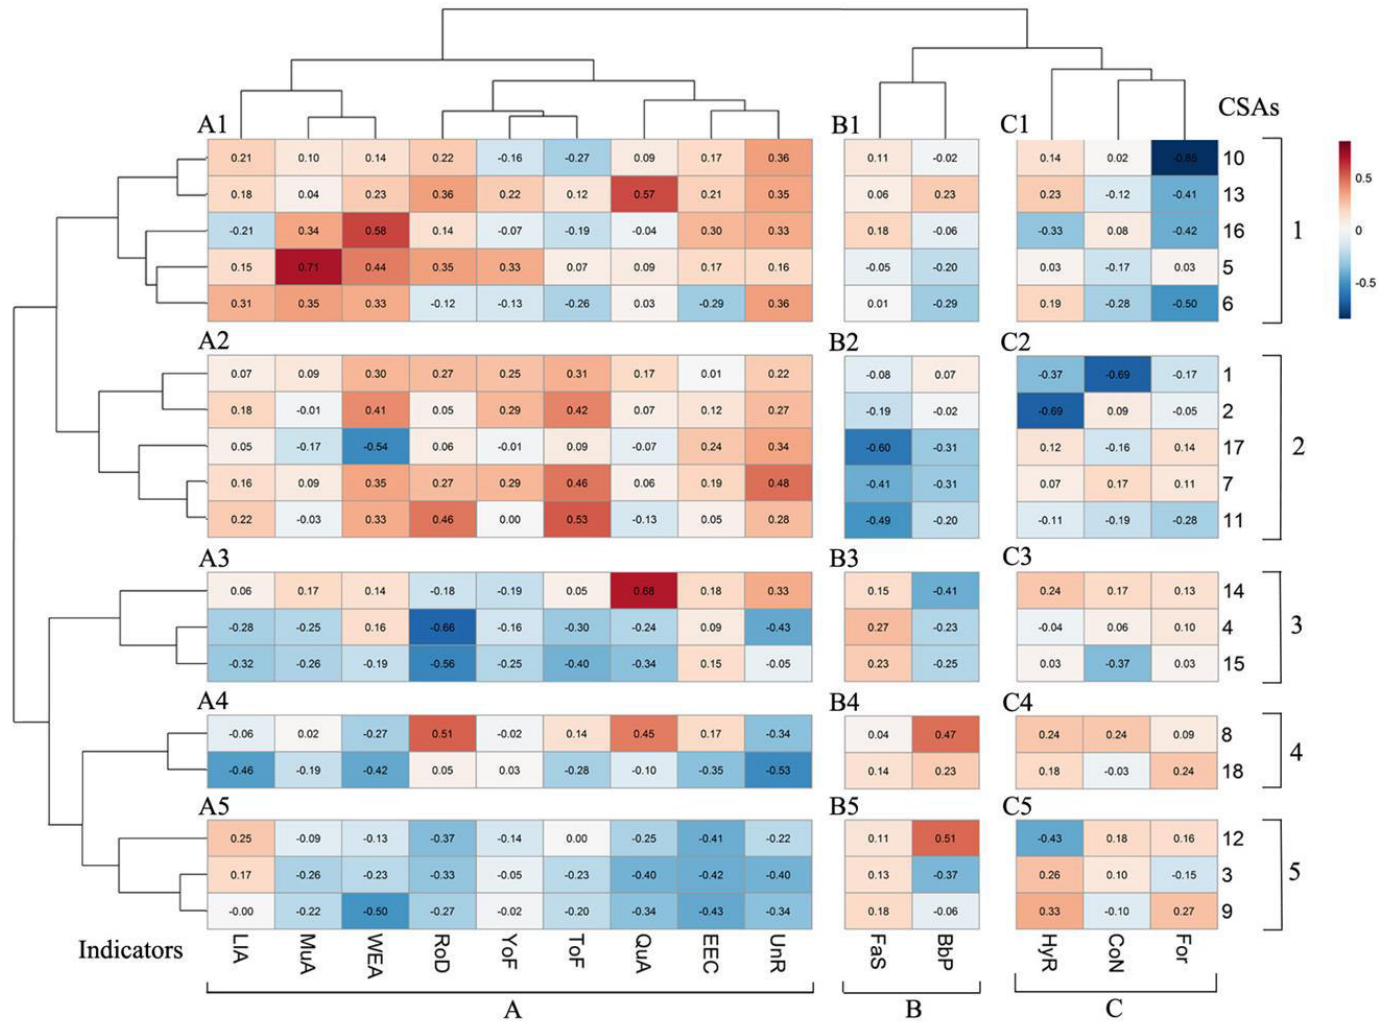 CSAs
A1 B1 C1
0.21 0.10 0.14 0.22 -0.16 -0.27 0.09 0.17 0.36 0.11 -0.02 0.14 0.02 -0.85 10
0.18 0.04 0.23 0.36 0.22 0.12 0.57 0.21 0.35 0.06 0.23 0.23 -0.12 -0.41 13
-0.21 0.34 0.58 0.14 -0.07 -0.19 -0.04 0.30 0.33 0.18 -0.06 -0.33 0.08 -0.42 16
0.15 0.71 0.44 0.35 0.33 0.07 0.09 0.17 0.16 -0.05 -0.20 0.03 -0.17 0.03 5
0.31 0.35 0.33 -0.12 -0.13 -0.26 0.03 -0.29 0.36 0.01 -0.29 0.19 -0.28 -0.50 6
1
0.5
0
-0.5
A2 B2 C2
0.07 0.09 0.30 0.27 0.25 0.31 0.17 0.01 0.22 -0.08 0.07 -0.37 -0.69 -0.17 1
0.18 -0.01 0.41 0.05 0.29 0.42 0.07 0.12 0.27 -0.19 -0.02 -0.69 0.09 -0.05 2
0.05 -0.17 -0.54 0.06 -0.01 0.09 -0.07 0.24 0.34 -0.60 -0.31 0.12 -0.16 0.14 17
0.16 0.09 0.35 0.27 0.29 0.46 0.06 0.19 0.48 -0.41 -0.31 0.07 0.17 0.11 7
0.22 -0.03 0.33 0.46 0.00 0.53 -0.13 0.05 0.28 -0.49 -0.20 -0.11 -0.19 -0.28 11
2
A3 B3 C3
0.06 0.17 0.14 -0.18 -0.19 0.05 0.68 0.18 0.33 0.15 -0.41 0.24 0.17 0.13 14
-0.28 -0.25 0.16 -0.66 -0.16 -0.30 -0.24 0.09 -0.43 0.27 -0.23 -0.04 0.06 0.10 4
-0.32 -0.26 -0.19 -0.56 -0.25 -0.40 -0.34 0.15 -0.05 0.23 -0.25 0.03 -0.37 0.03 15
3
A4 B4 C4
-0.06 0.02 -0.27 0.51 -0.02 0.14 0.45 0.17 -0.34 0.04 0.47 0.24 0.24 0.09 8
-0.46 -0.19 -0.42 0.05 0.03 -0.28 -0.10 -0.35 -0.53 0.14 0.23 0.18 -0.03 0.24 18
4
A5 B5 C5
0.25 -0.09 -0.13 -0.37 -0.14 0.00 -0.25 -0.41 -0.22 0.11 0.51 -0.43 0.18 0.16 12
0.17 -0.26 -0.23 -0.33 -0.05 -0.23 -0.40 -0.42 -0.40 0.13 -0.37 0.26 0.10 -0.15 3
-0.00 -0.22 -0.50 -0.27 -0.02 -0.20 -0.34 -0.43 -0.34 0.18 -0.06 0.33 -0.10 0.27 9
5
Indicators LIA MuA WEA RoD YoF ToF QuA EEC UnR FaS BbP HyR CoN For
A B C